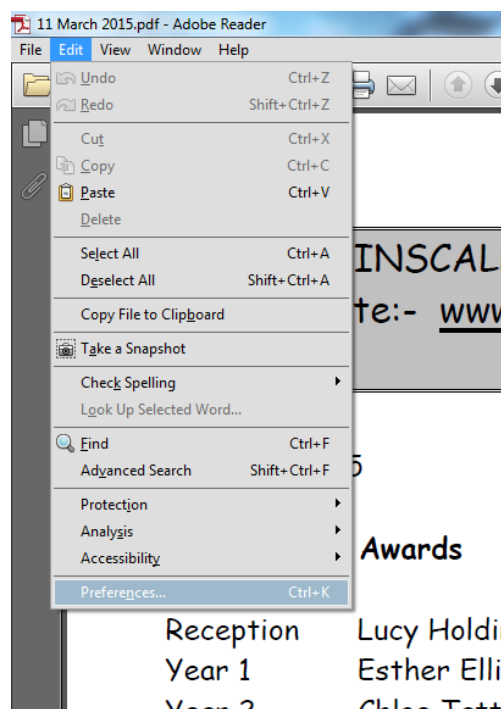 11 March 2015.pdf - Adobe Reader
File Edit View Window Help
Undo Ctrl+Z
Redo Shift+Ctrl+Z
Cut Ctrl+X
Copy Ctrl+C
Paste Ctrl+V
Delete
Select All Ctrl+A
Deselect All Shift+Ctrl+A
Copy File to Clipboard
Take a Snapshot
Check Spelling
Look Up Selected Word...
Find Ctrl+F
Advanced Search Shift+Ctrl+F
Protection
Analysis
Accessibility
Preferences... Ctrl+K
INSCAL
te:- www
5
Awards
Reception Lucy Holdi
Year 1 Esther Elli